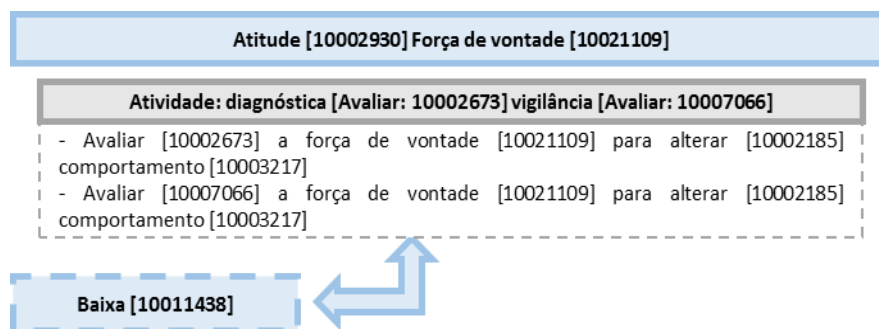 Atitude [10002930] Força de vontade [10021109]
Atividade: diagnóstica [Avaliar: 10002673] vigilância [Avaliar: 10007066]
- Avaliar [10002673] a força de vontade [10021109] para alterar [10002185]
comportamento [10003217]
- Avaliar [10007066] a força de vontade [10021109] para alterar [10002185]
comportamento [10003217]
Baixa [10011438]